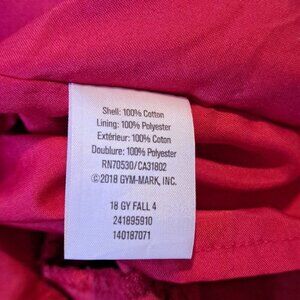 Shell: 100% Cotton
Lining: 100% Polyester
Extérieur: 100% Coton
Doublure: 100% Polyester
RN70530/CA31802
©2018 GYM-MARK, INC.
18 GY FALL 4
241895910
140187071